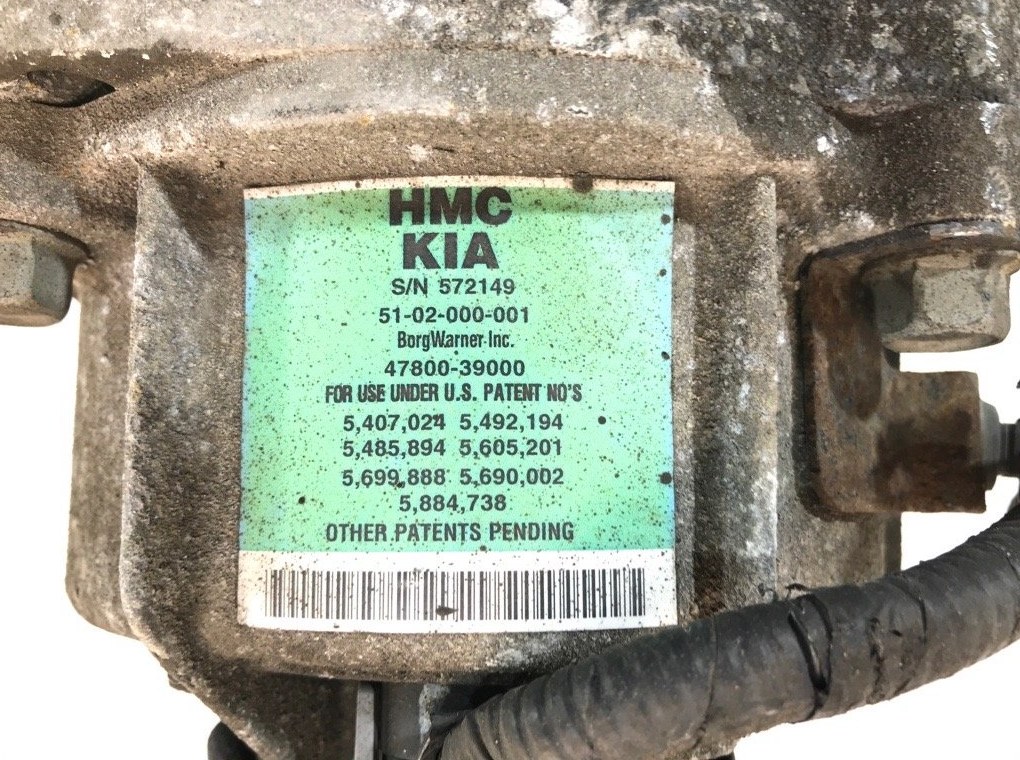 HMC
KIA
S/N 572149
51-02-000-001
BorgWarner Inc.
47800-39000
FOR USE UNDER U.S. PATENT NO'S
5,407,024 5,492,194
5,485,894 5,605,201
5,699,888 5,690,002
5,884,738
OTHER PATENTS PENDING